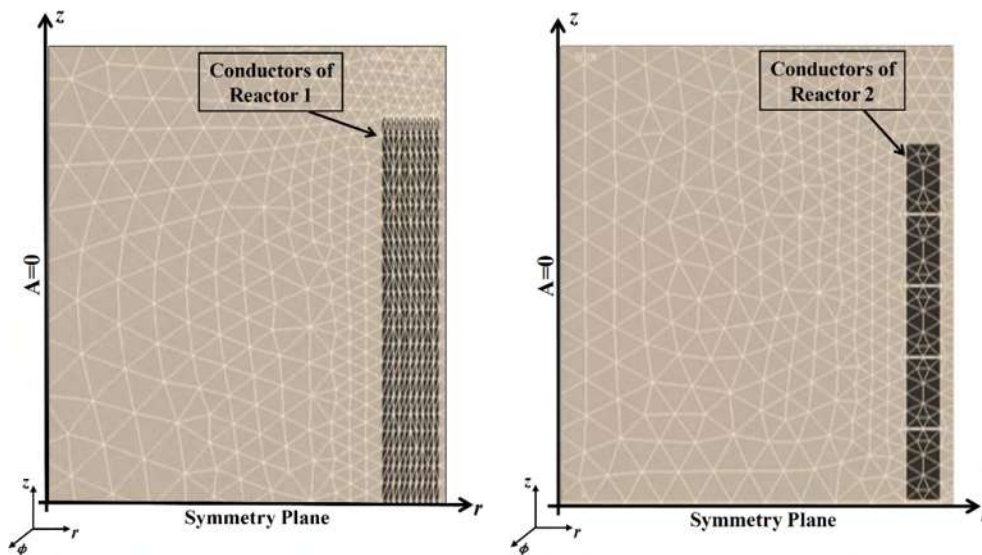 z
Conductors of
Reactor 1
A=0
Symmetry Plane
r
z
r
ϕ
z
Conductors of
Reactor 2
A=0
Symmetry Plane
z
r
ϕ